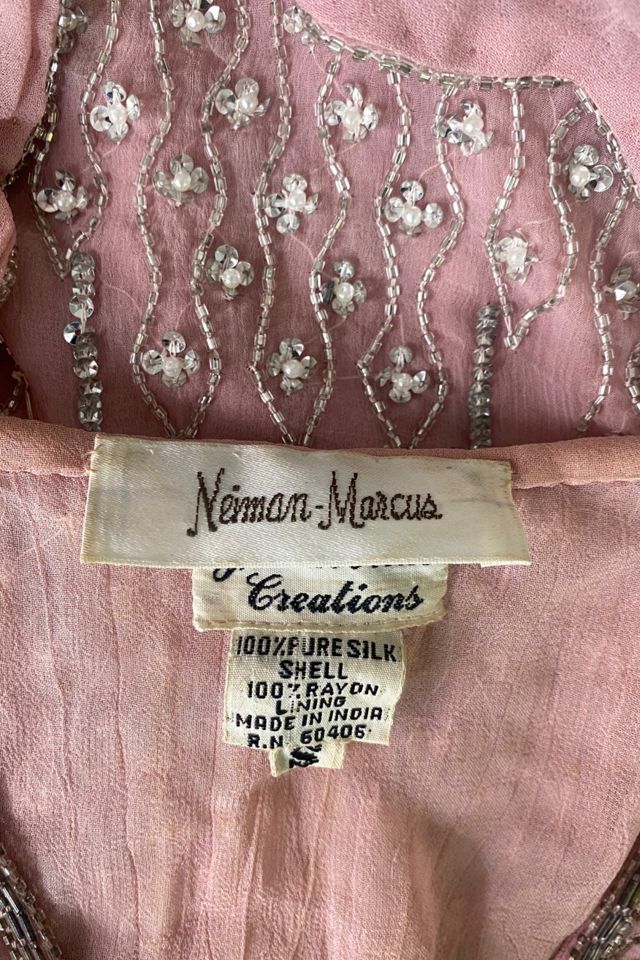 Neiman-Marcus
Creations
100% PURE SILK
SHELL
100% RAYON
LINING
MADE IN INDIA
R.N. 60406